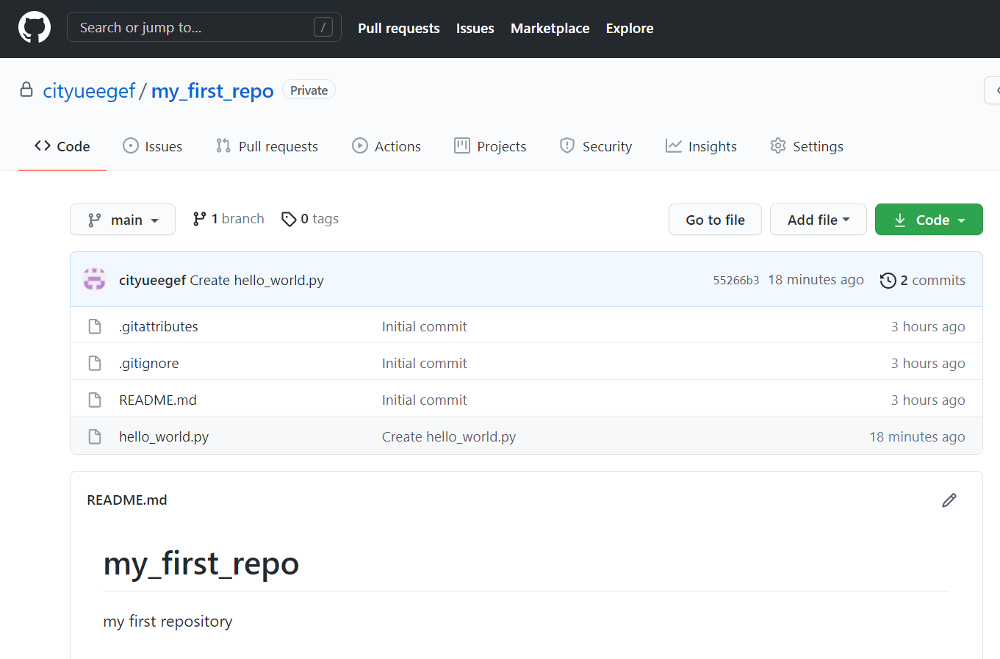 Search or jump to... / Pull requests Issues Marketplace Explore
cityueegef / my_first_repo Private
Code Issues Pull requests Actions Projects Security Insights Settings
main 1 branch 0 tags Go to file Add file Code
cityueegef Create hello_world.py 55266b3 18 minutes ago 2 commits
.gitattributes Initial commit 3 hours ago
.gitignore Initial commit 3 hours ago
README.md Initial commit 3 hours ago
hello_world.py Create hello_world.py 18 minutes ago
README.md
my_first_repo
my first repository